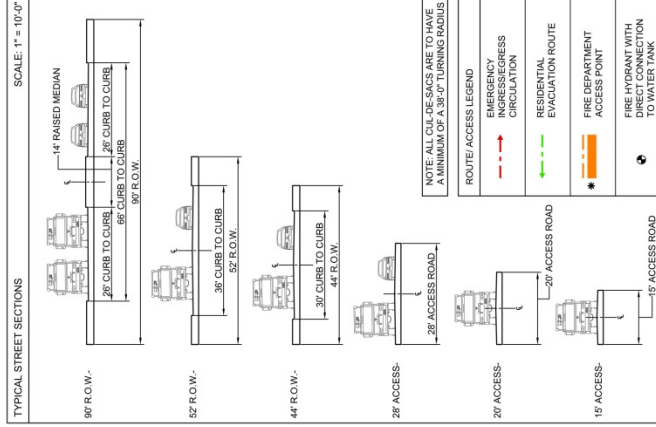 TYPICAL STREET SECTIONS
SCALE: 1" = 10'-0"
90' R.O.W.-
14' RAISED MEDIAN
26' CURB TO CURB
26' CURB TO CURB
66' CURB TO CURB
90' R.O.W.
52' R.O.W.-
36' CURB TO CURB
52' R.O.W.
44' R.O.W.-
30' CURB TO CURB
44' R.O.W.
28' ACCESS-
28' ACCESS ROAD
20' ACCESS-
20' ACCESS ROAD
15' ACCESS-
15' ACCESS ROAD
NOTE: ALL CUL-DE-SACS ARE TO HAVE
A MINIMUM OF A 38'-0" TURNING RADIUS
ROUTE/ ACCESS LEGEND
EMERGENCY
INGRESS/EGRESS
CIRCULATION
RESIDENTIAL
EVACUATION ROUTE
FIRE DEPARTMENT
ACCESS POINT
FIRE HYDRANT WITH
DIRECT CONNECTION
TO WATER TANK